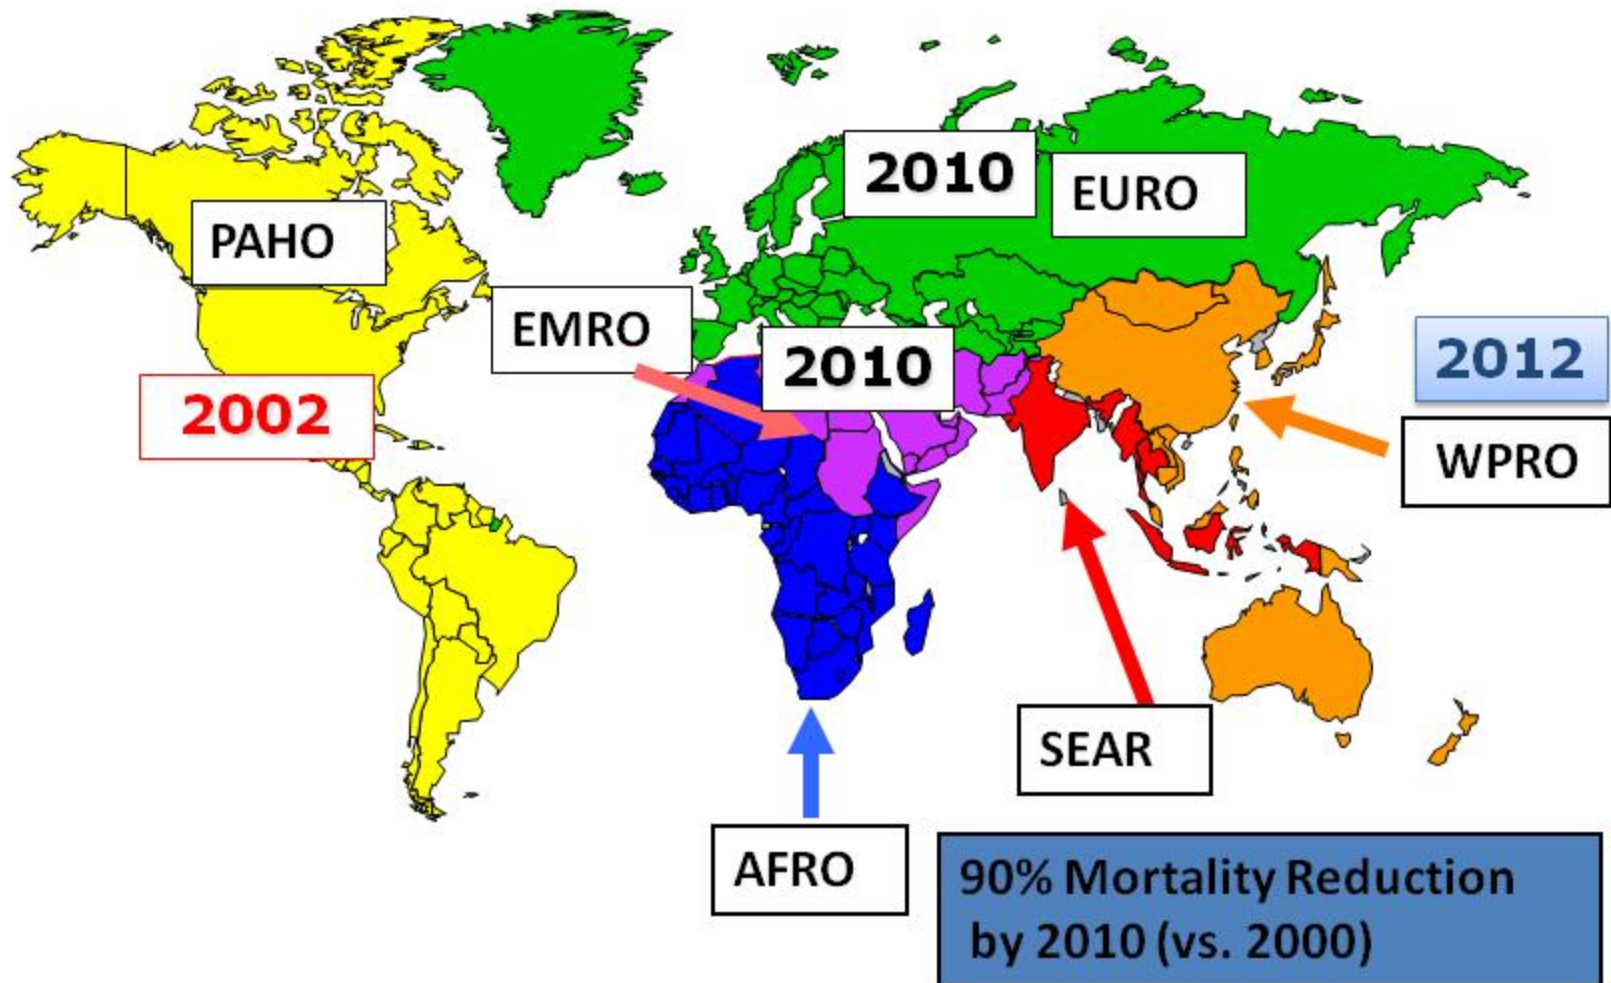 2010
EURO
PAHO
EMRO
2010
2012
2002
WPRO
SEAR
AFRO
90% Mortality Reduction
by 2010 (vs. 2000)